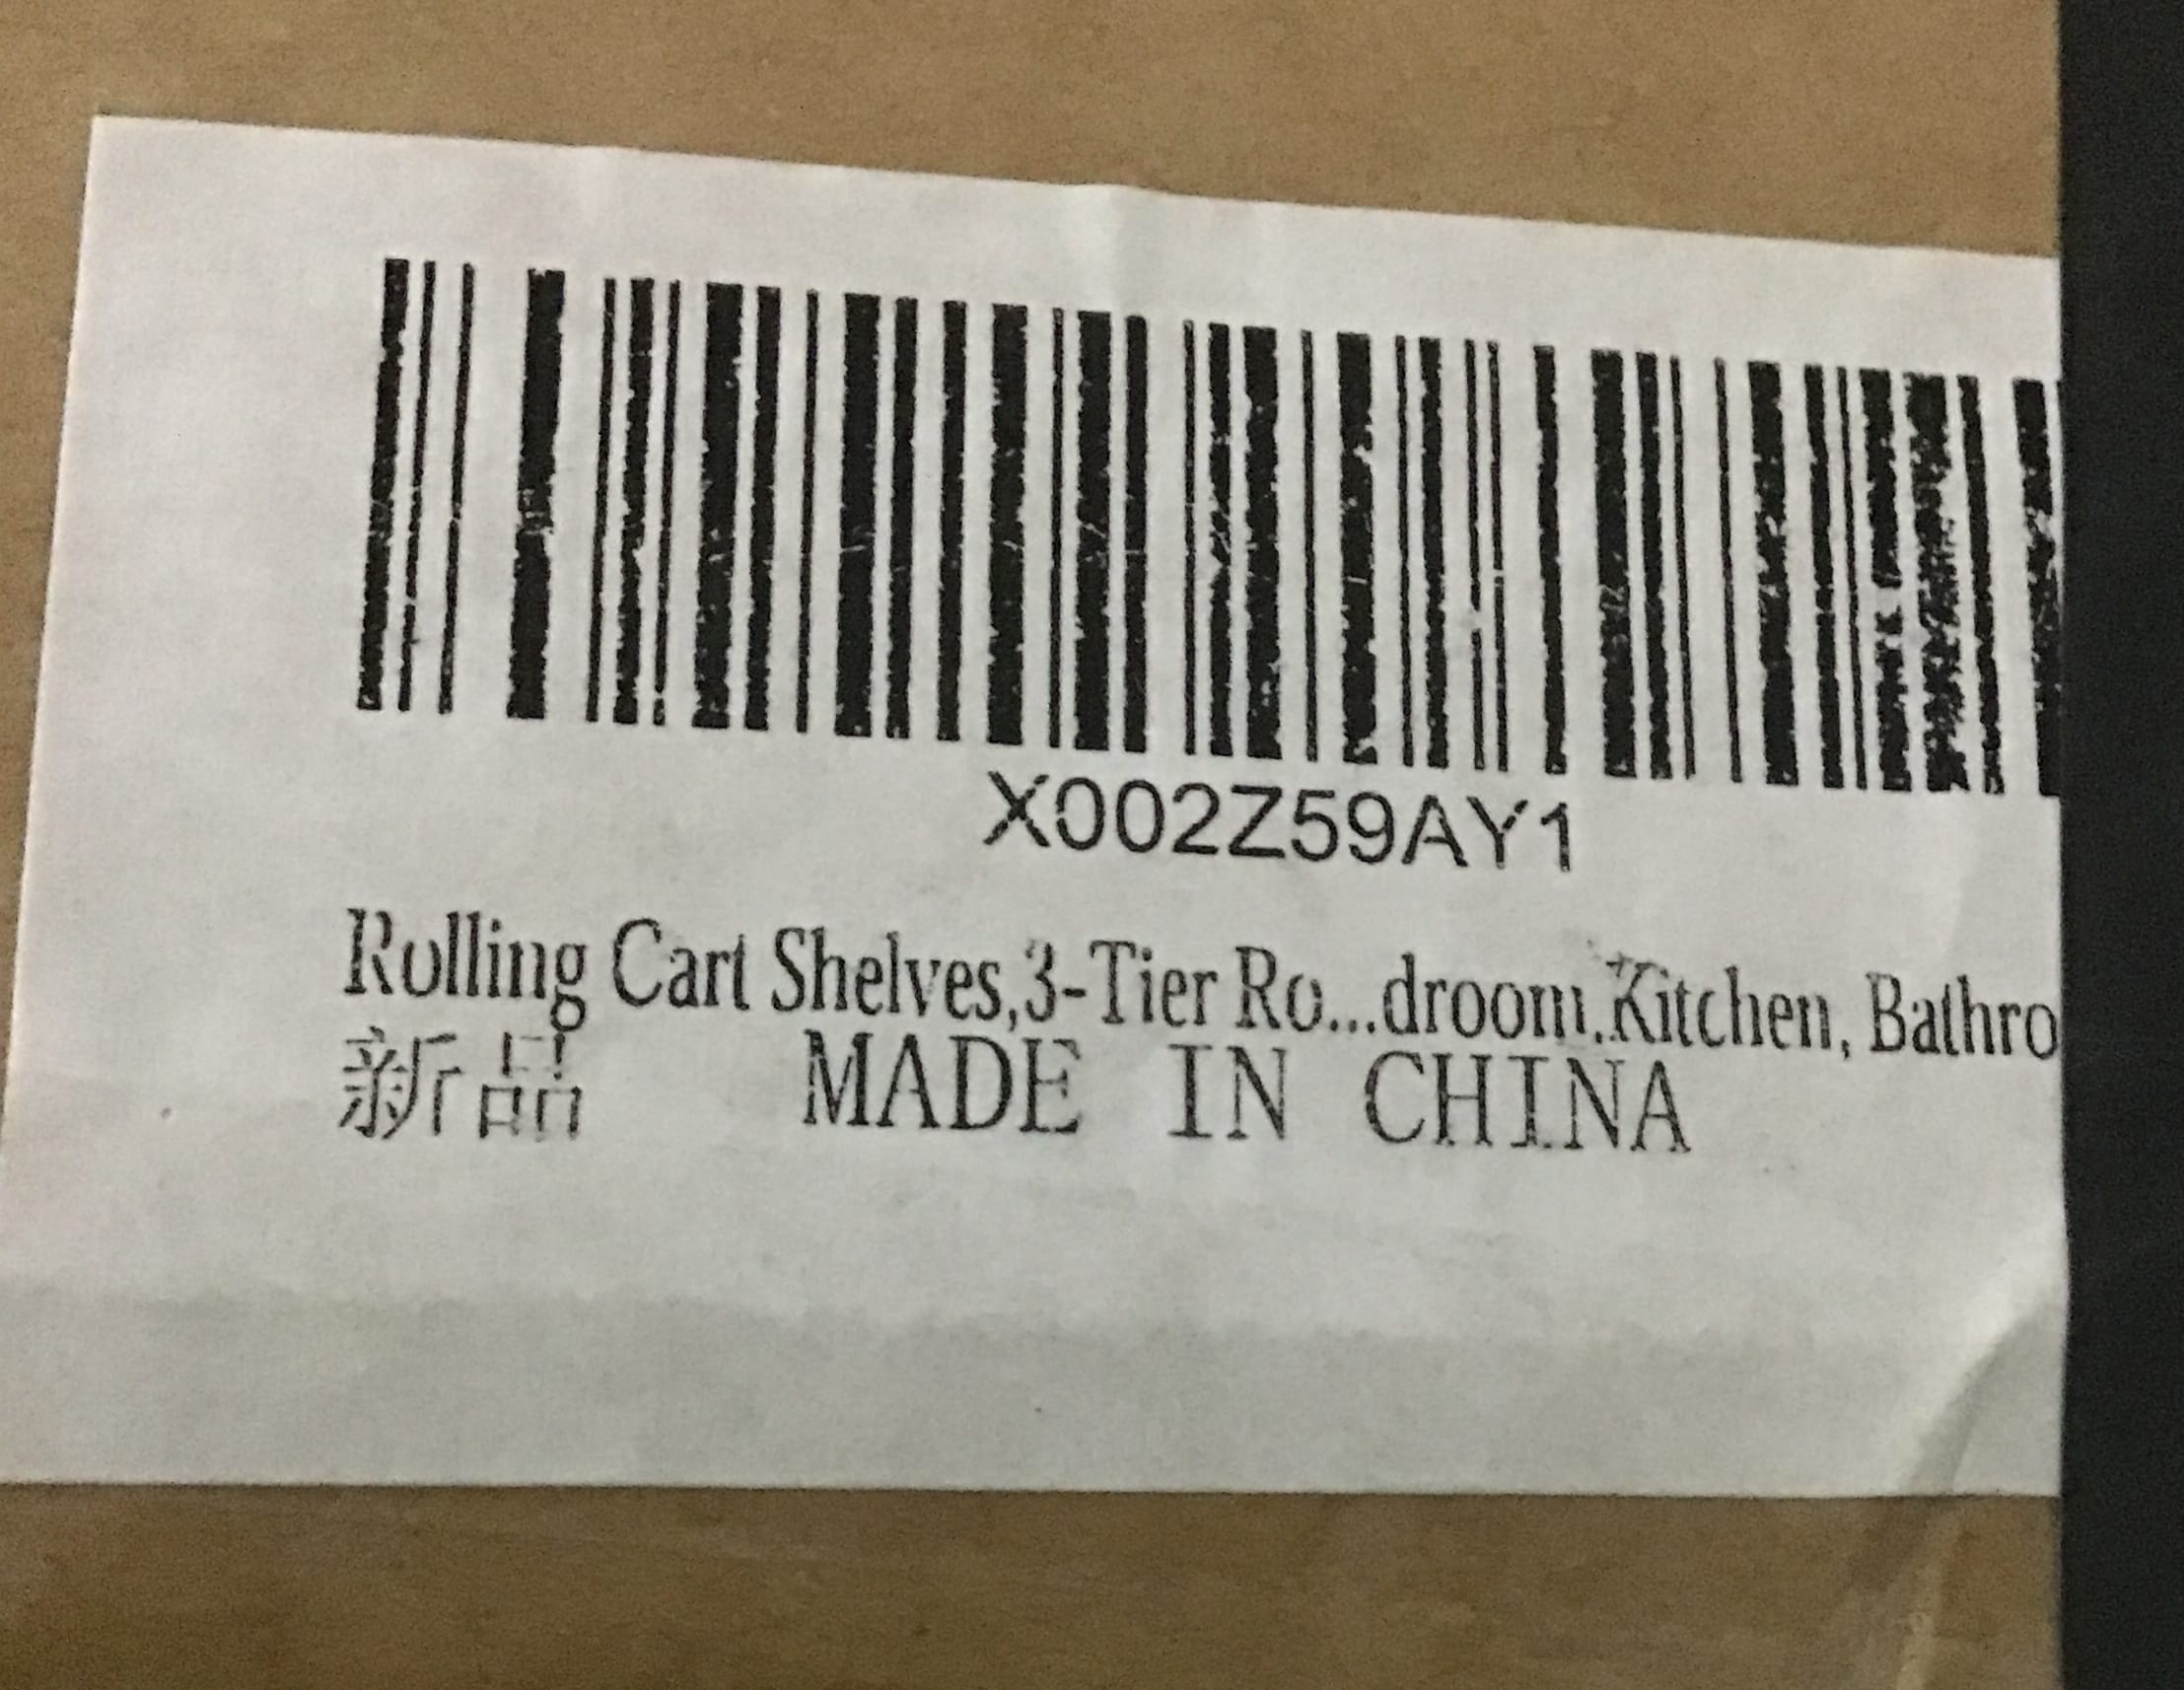 X002Z59AY1
Rolling Cart Shelves,3-Tier Ro...droom, Kitchen, Bathro
新品 MADE IN CHINA